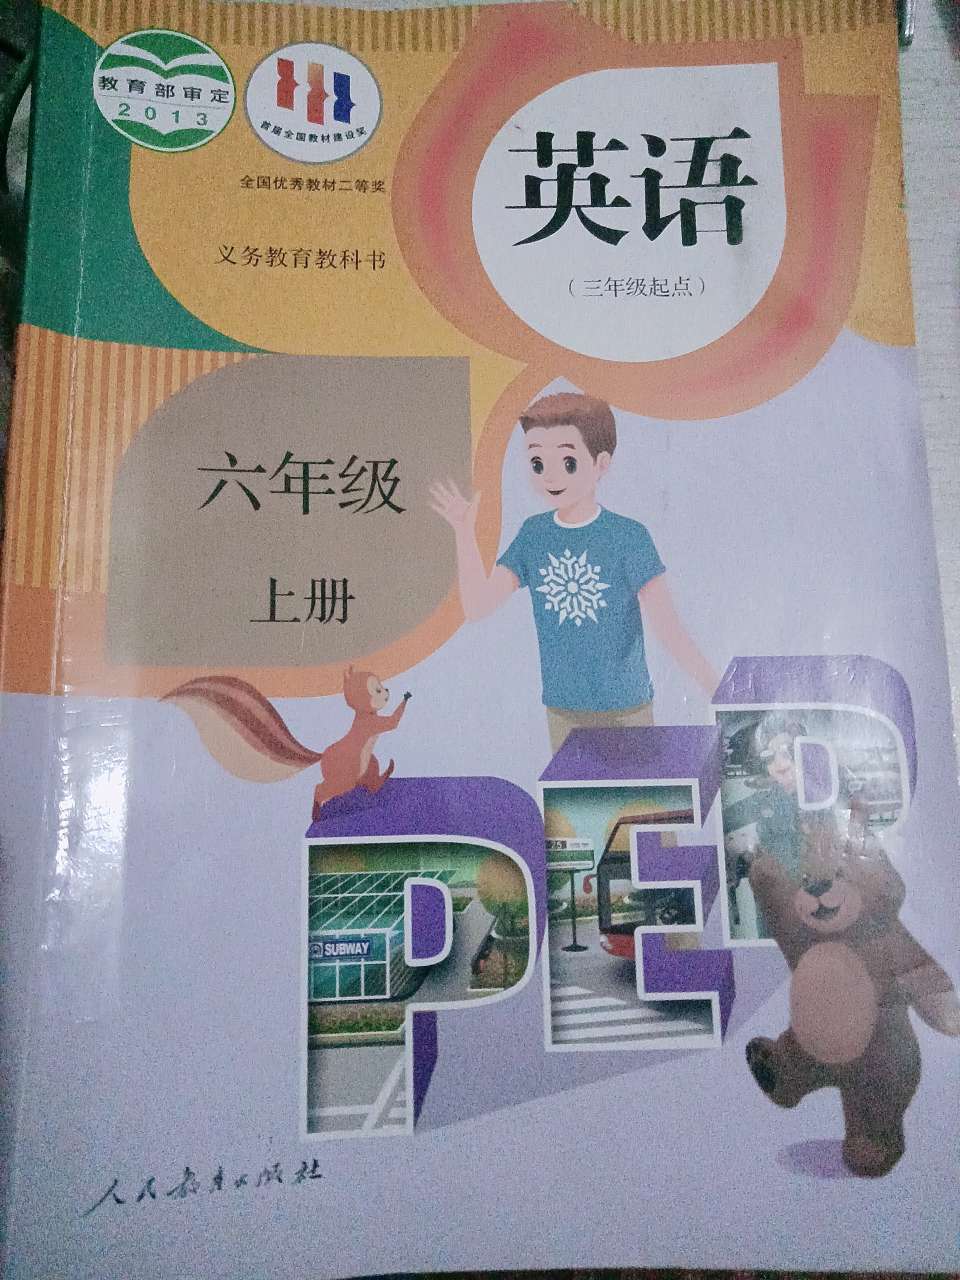 教育部审定
2013
首届全国教材建设奖
全国优秀教材二等奖
义务教育教科书
英语
（三年级起点）
六年级
上册
PEP
25
SUBWAY
人民教育出版社